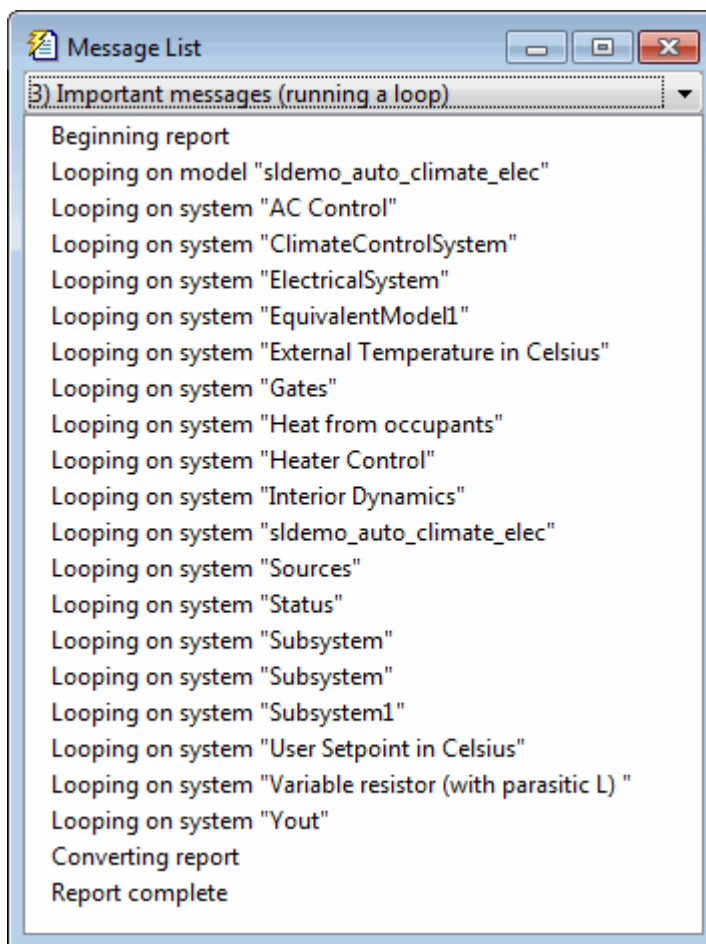 Message List
3) Important messages (running a loop)
Beginning report
Looping on model "sldemo_auto_climate_elec"
Looping on system "AC Control"
Looping on system "ClimateControlSystem"
Looping on system "ElectricalSystem"
Looping on system "EquivalentModel1"
Looping on system "External Temperature in Celsius"
Looping on system "Gates"
Looping on system "Heat from occupants"
Looping on system "Heater Control"
Looping on system "Interior Dynamics"
Looping on system "sldemo_auto_climate_elec"
Looping on system "Sources"
Looping on system "Status"
Looping on system "Subsystem"
Looping on system "Subsystem"
Looping on system "Subsystem1"
Looping on system "User Setpoint in Celsius"
Looping on system "Variable resistor (with parasitic L) "
Looping on system "Yout"
Converting report
Report complete